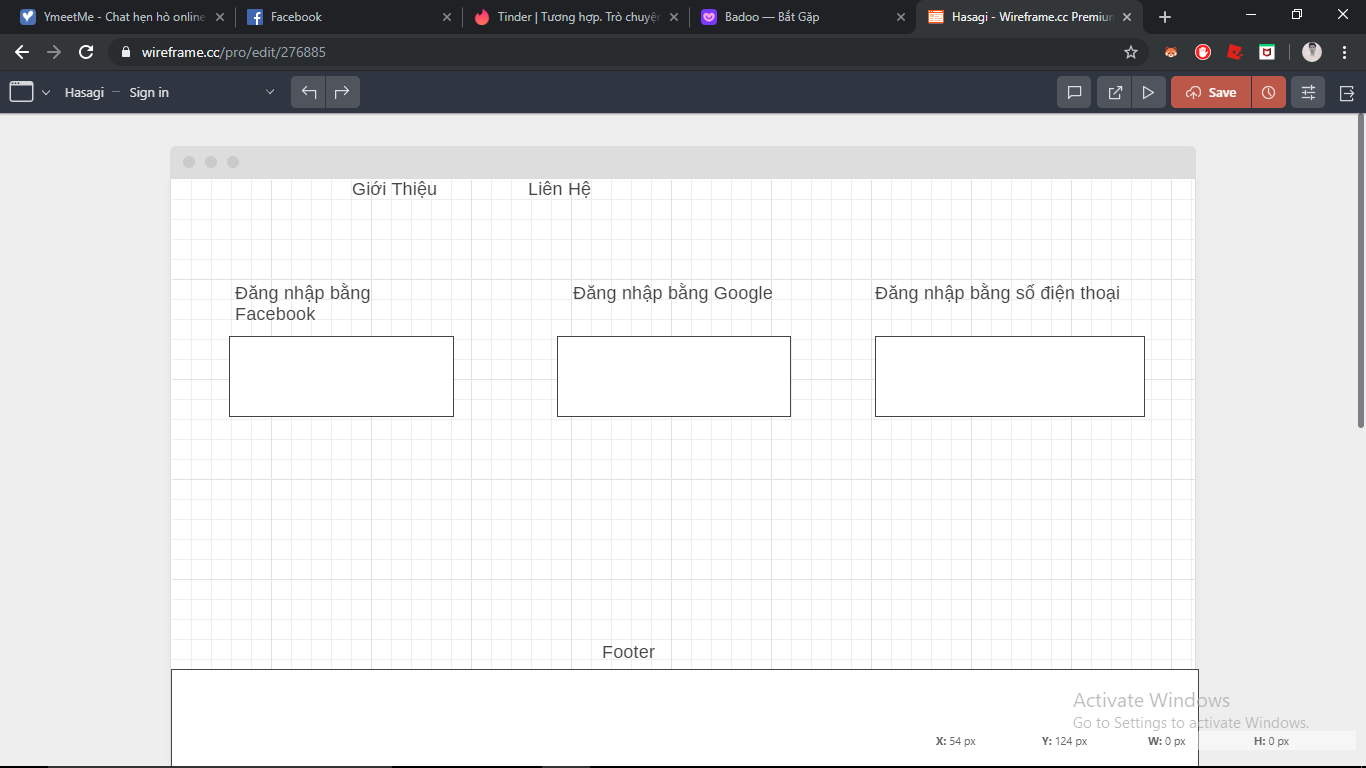 YmeetMe - Chat hẹn hò online
Facebook
Tinder | Tương hợp. Trò chuyện
Badoo — Bắt Gặp
Hasagi - Wireframe.cc Premium
wireframe.cc/pro/edit/276885
Hasagi – Sign in
Save
Giới Thiệu
Liên Hệ
Đăng nhập bằng
Facebook
Đăng nhập bằng Google
Đăng nhập bằng số điện thoại
Footer
Activate Windows
Go to Settings to activate Windows.
X: 54 px
Y: 124 px
W: 0 px
H: 0 px